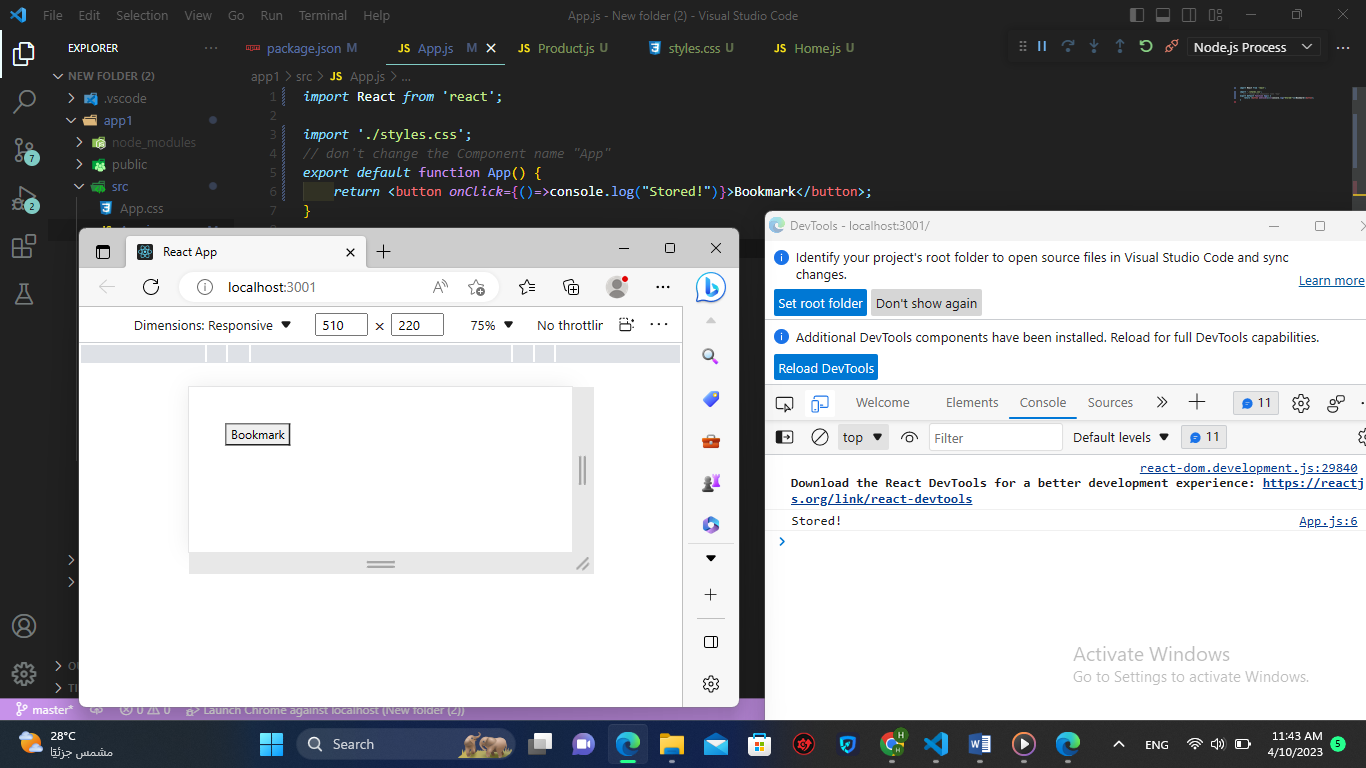 File Edit Selection View Go Run Terminal Help
App.js - New folder (2) - Visual Studio Code
EXPLORER
NEW FOLDER (2)
.vscode
app1
node_modules
public
src
App.css
package.json M
App.js M
Product.js U
styles.css U
Home.js U
Node.js Process
app1 > src > JS App.js > ...
1 import React from 'react';
2
3 import './styles.css';
4 // don't change the Component name "App"
5 export default function App() {
6 return <button onClick={()=>console.log("Stored!")}>Bookmark</button>;
7 }
7
2
React App
localhost:3001
Dimensions: Responsive 510 × 220 75% No throttlir
Bookmark
DevTools - localhost:3001/
Identify your project's root folder to open source files in Visual Studio Code and sync
changes.
Learn more
Set root folder Don't show again
Additional DevTools components have been installed. Reload for full DevTools capabilities.
Reload DevTools
Welcome Elements Console Sources 11
top Filter Default levels 11
react-dom.development.js:29840
Download the React DevTools for a better development experience: https://reactj
s.org/link/react-devtools
Stored! App.js:6
Activate Windows
Go to Settings to activate Windows.
master* 0 0 Launch Chrome against localhost (New folder (2))
28°C
مشمس جزئيًا
Search
ENG
11:43 AM
4/10/2023
5